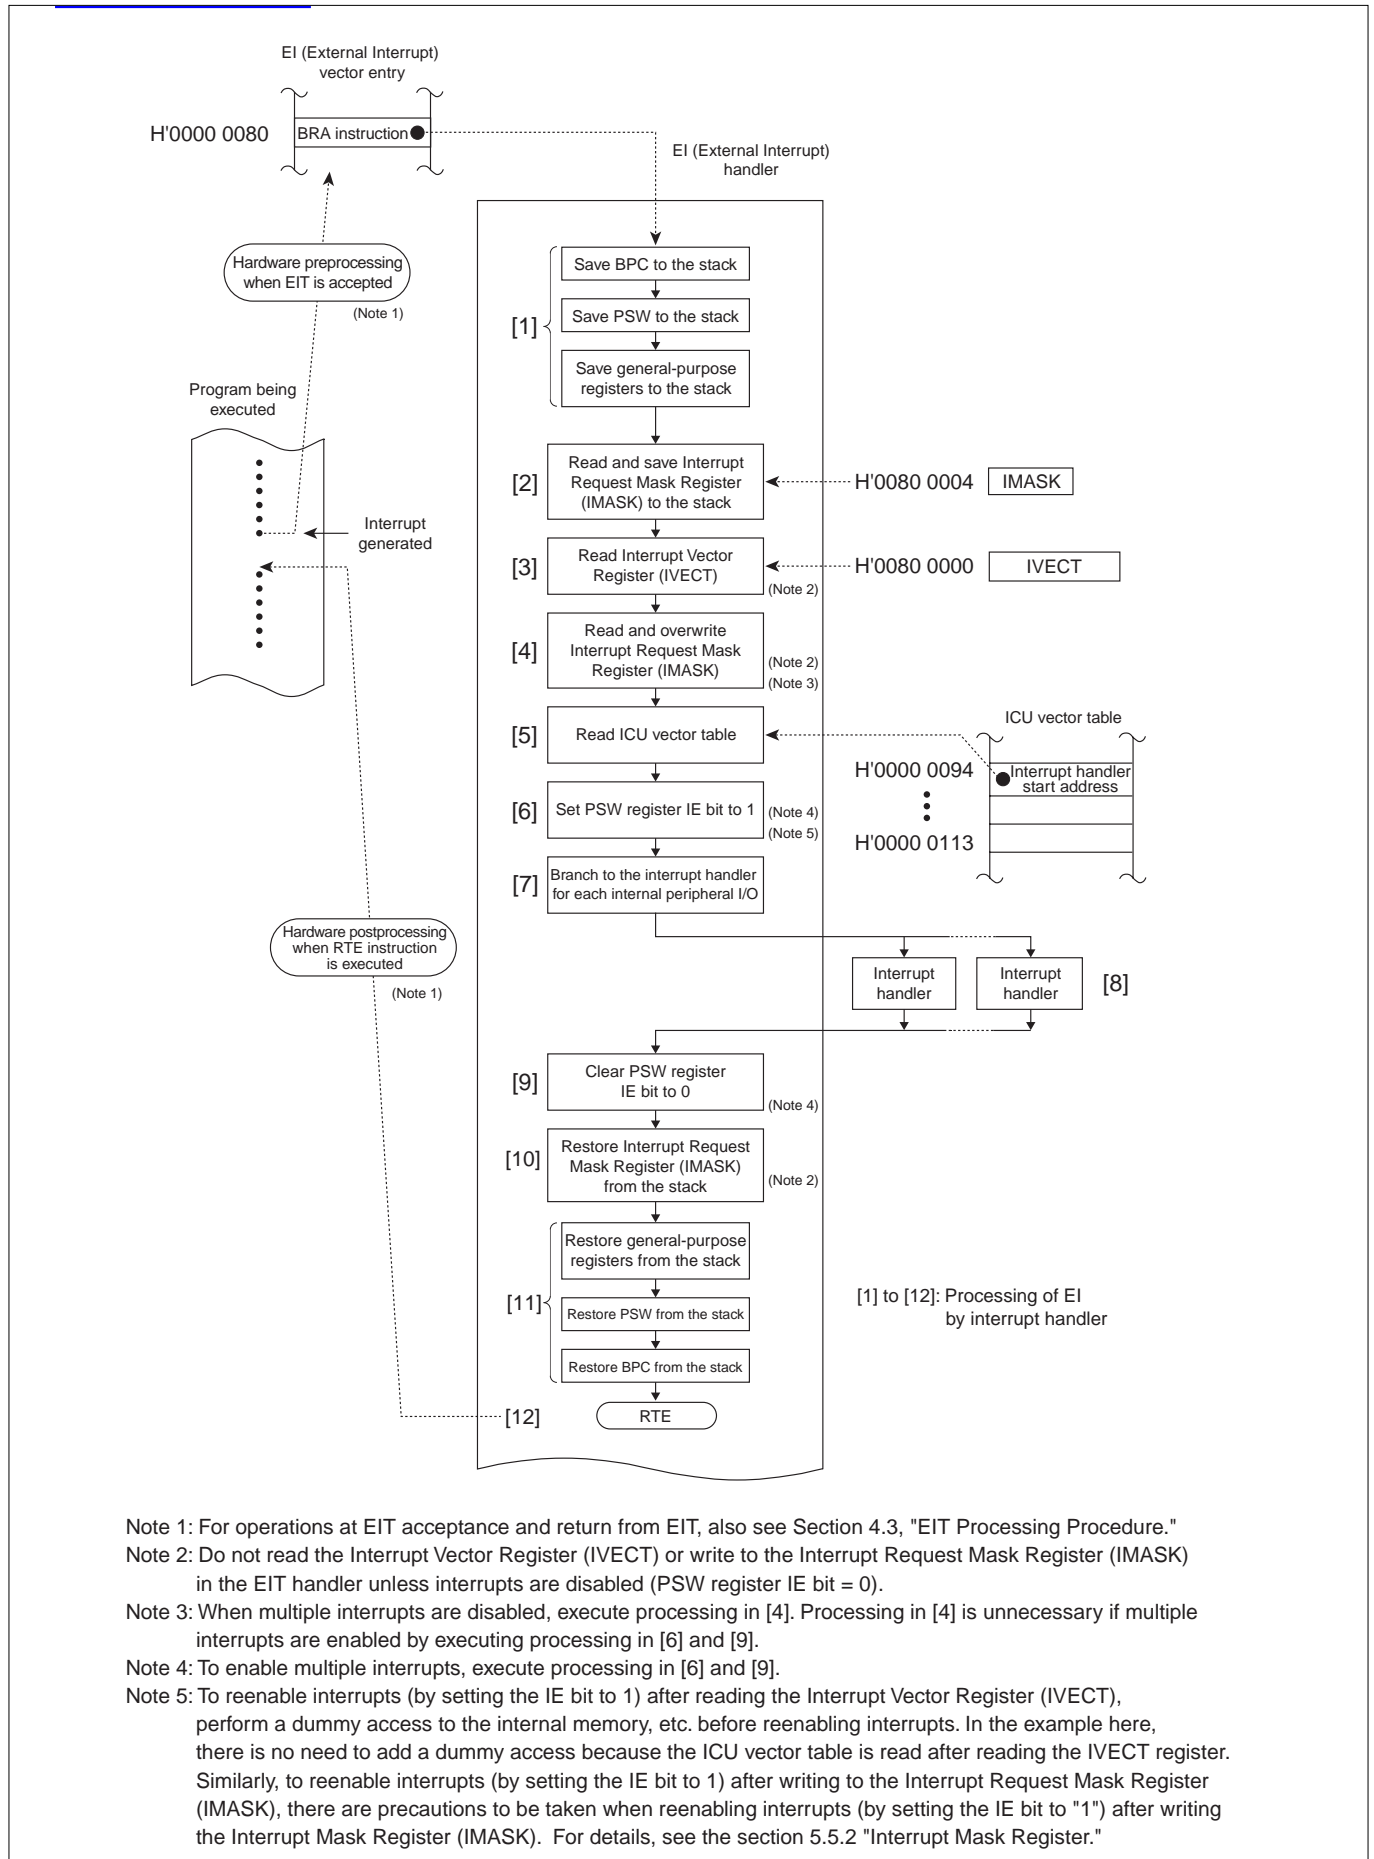 EI (External Interrupt)
vector entry
H'0000 0080
BRA instruction
EI (External Interrupt)
handler
Hardware preprocessing
when EIT is accepted
(Note 1)
Program being
executed
Interrupt
generated
[1]
Save BPC to the stack
Save PSW to the stack
Save general-purpose
registers to the stack
[2]
Read and save Interrupt
Request Mask Register
(IMASK) to the stack
H'0080 0004
IMASK
[3]
Read Interrupt Vector
Register (IVECT)
(Note 2)
H'0080 0000
IVECT
[4]
Read and overwrite
Interrupt Request Mask
Register (IMASK)
(Note 2)
(Note 3)
[5]
Read ICU vector table
ICU vector table
H'0000 0094
Interrupt handler
start address
H'0000 0113
[6]
Set PSW register IE bit to 1
(Note 4)
(Note 5)
[7]
Branch to the interrupt handler
for each internal peripheral I/O
Hardware postprocessing
when RTE instruction
is executed
(Note 1)
Interrupt
handler
Interrupt
handler
[8]
[9]
Clear PSW register
IE bit to 0
(Note 4)
[10]
Restore Interrupt Request
Mask Register (IMASK)
from the stack
(Note 2)
[11]
Restore general-purpose
registers from the stack
Restore PSW from the stack
Restore BPC from the stack
[1] to [12]: Processing of EI
by interrupt handler
[12]
RTE
Note 1: For operations at EIT acceptance and return from EIT, also see Section 4.3, "EIT Processing Procedure."
Note 2: Do not read the Interrupt Vector Register (IVECT) or write to the Interrupt Request Mask Register (IMASK)
in the EIT handler unless interrupts are disabled (PSW register IE bit = 0).
Note 3: When multiple interrupts are disabled, execute processing in [4]. Processing in [4] is unnecessary if multiple
interrupts are enabled by executing processing in [6] and [9].
Note 4: To enable multiple interrupts, execute processing in [6] and [9].
Note 5: To reenable interrupts (by setting the IE bit to 1) after reading the Interrupt Vector Register (IVECT),
perform a dummy access to the internal memory, etc. before reenabling interrupts. In the example here,
there is no need to add a dummy access because the ICU vector table is read after reading the IVECT register.
Similarly, to reenable interrupts (by setting the IE bit to 1) after writing to the Interrupt Request Mask Register
(IMASK), there are precautions to be taken when reenabling interrupts (by setting the IE bit to "1") after writing
the Interrupt Mask Register (IMASK).  For details, see the section 5.5.2 "Interrupt Mask Register."